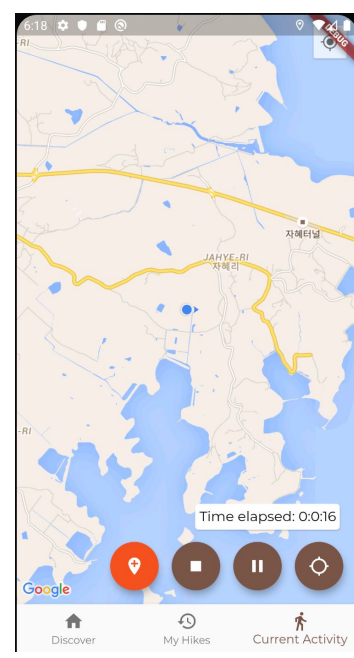 6:18
DEBUG
-RI
자혜터널
JAHYE-RI
자혜리
-RI
Time elapsed: 0:0:16
Google
Discover
My Hikes
Current Activity